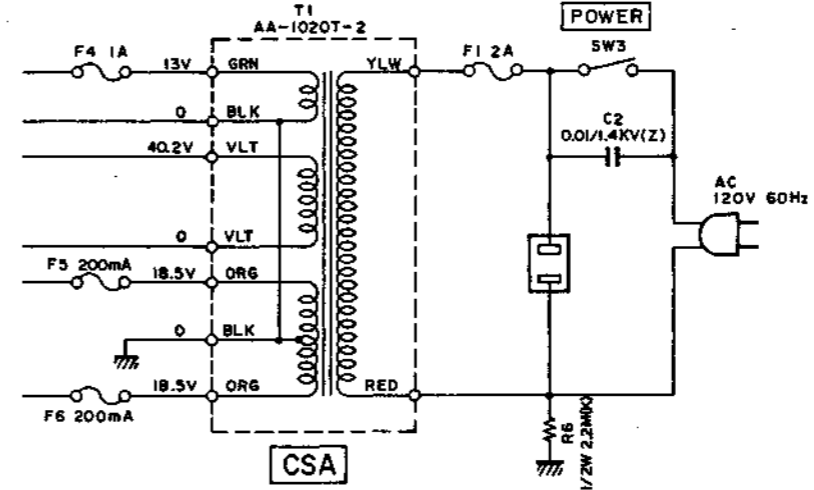 T1
AA-1020T-2
POWER
F4 1A
13V
GRN
YLW
F1 2A
SW3
0
BLK
C2
0.01/1.4KV(Z)
40.2V
VLT
AC
120V 60Hz
0
VLT
F5 200mA
18.5V
ORG
0
BLK
18.5V
ORG
RED
F6 200mA
R6
1/2W 2.2M(K)
CSA